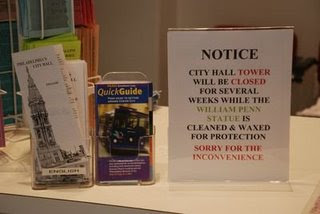 PHILADELPHIA'S
CITY HALL
ENGLISH
QuickGuide
NOTICE
CITY HALL TOWER
WILL BE CLOSED
FOR SEVERAL
WEEKS WHILE THE
WILLIAM PENN
STATUE IS
CLEANED & WAXED
FOR PROTECTION
SORRY FOR THE
INCONVENIENCE